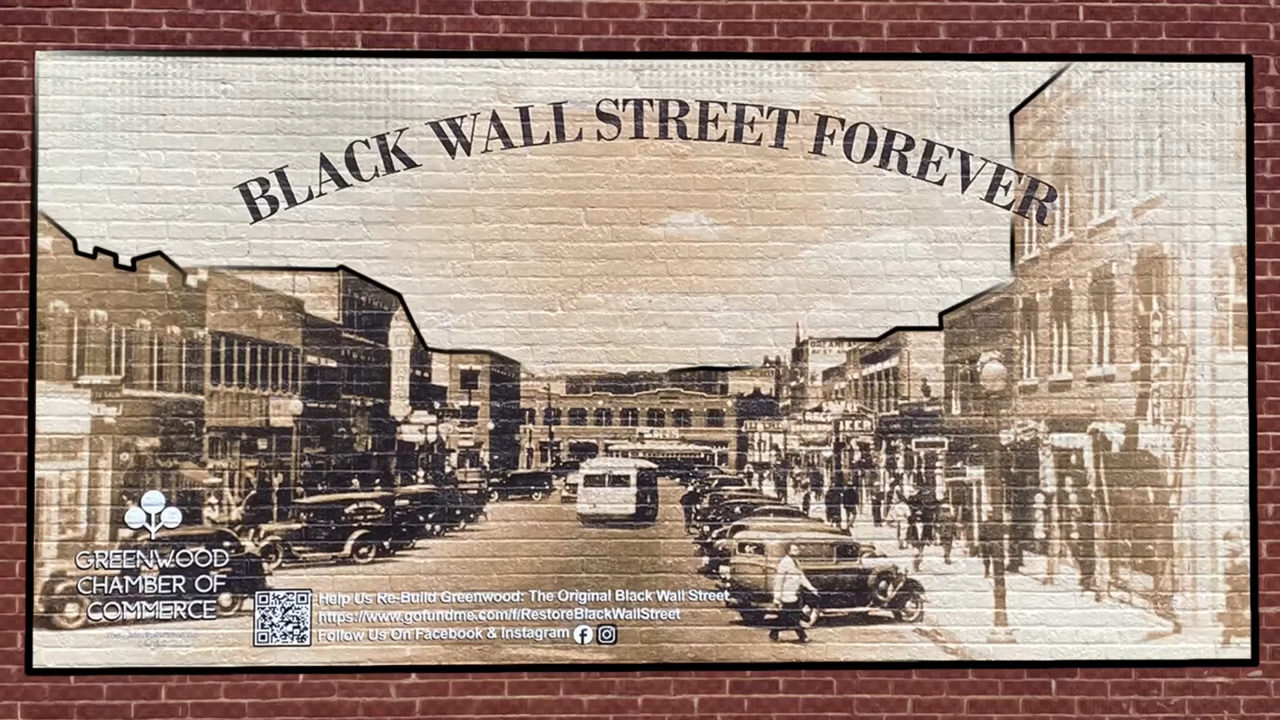 BLACK WALL STREET FOREVER
GREENWOOD
CHAMBER OF
COMMERCE
Help Us Re-Build Greenwood: The Original Black Wall Street
https://www.gofundme.com/f/RestoreBlackWallStreet
Follow Us On Facebook & Instagram